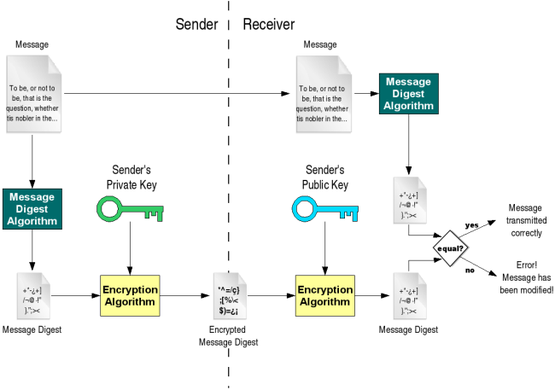 Sender
Receiver
Message
Message
To be, or not to
be, that is the
question, whether
tis nobler in the...
To be, or not to
be, that is the
question, whether
tis nobler in the...
Message
Digest
Algorithm
Sender's
Private Key
Sender's
Public Key
Message
Digest
Algorithm
Message
transmitted
correctly
yes
equal?
no
Error!
Message has
been modified!
Encryption
Algorithm
Encryption
Algorithm
Message Digest
Encrypted
Message Digest
Message Digest